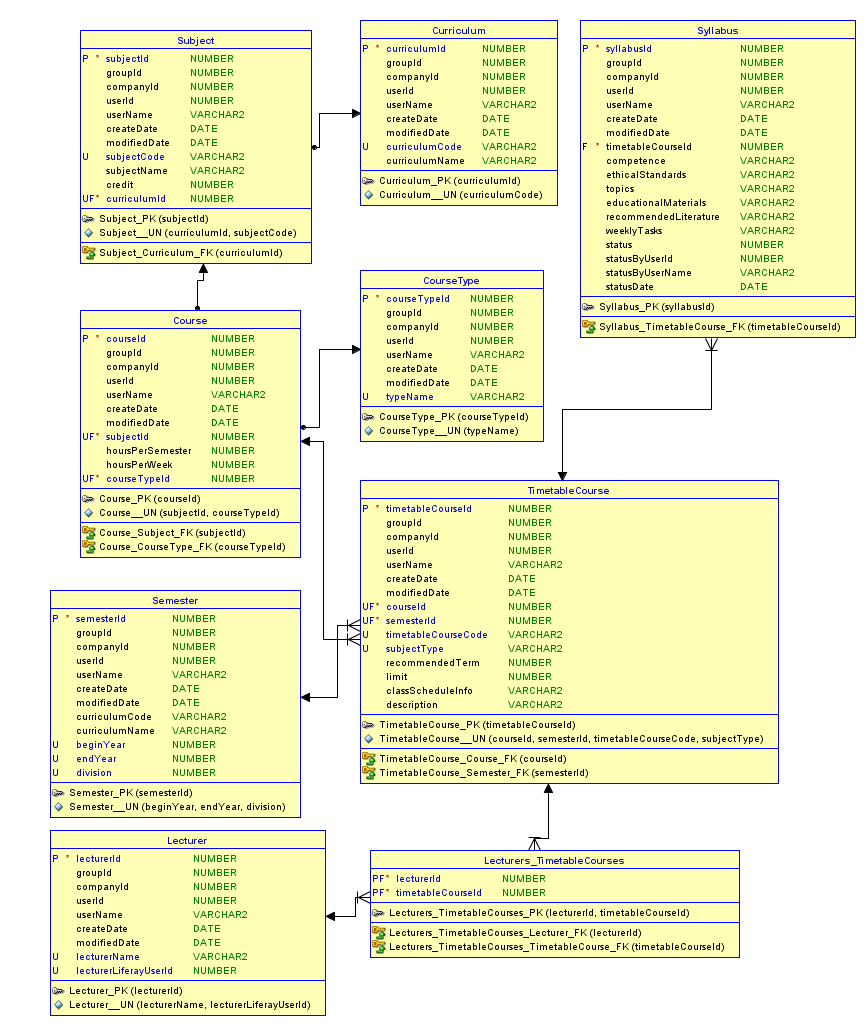 Subject
P * subjectId NUMBER
groupId NUMBER
companyId NUMBER
userId NUMBER
userName VARCHAR2
createDate DATE
modifiedDate DATE
U subjectCode VARCHAR2
subjectName VARCHAR2
credit NUMBER
UF* curriculumId NUMBER
Subject_PK (subjectId)
Subject__UN (curriculumId, subjectCode)
Subject_Curriculum_FK (curriculumId)
Curriculum
P * curriculumId NUMBER
groupId NUMBER
companyId NUMBER
userId NUMBER
userName VARCHAR2
createDate DATE
modifiedDate DATE
U curriculumCode VARCHAR2
curriculumName VARCHAR2
Curriculum_PK (curriculumId)
Curriculum__UN (curriculumCode)
Syllabus
P * syllabusId NUMBER
groupId NUMBER
companyId NUMBER
userId NUMBER
userName VARCHAR2
createDate DATE
modifiedDate DATE
F * timetableCourseId NUMBER
competence VARCHAR2
ethicalStandards VARCHAR2
topics VARCHAR2
educationalMaterials VARCHAR2
recommendedLiterature VARCHAR2
weeklyTasks VARCHAR2
status NUMBER
statusByUserId NUMBER
statusByUserName VARCHAR2
statusDate DATE
Syllabus_PK (syllabusId)
Syllabus_TimetableCourse_FK (timetableCourseId)
Course
P * courseId NUMBER
groupId NUMBER
companyId NUMBER
userId NUMBER
userName VARCHAR2
createDate DATE
modifiedDate DATE
UF* subjectId NUMBER
hoursPerSemester NUMBER
hoursPerWeek NUMBER
UF* courseTypeId NUMBER
Course_PK (courseId)
Course__UN (subjectId, courseTypeId)
Course_Subject_FK (subjectId)
Course_CourseType_FK (courseTypeId)
CourseType
P * courseTypeId NUMBER
groupId NUMBER
companyId NUMBER
userId NUMBER
userName VARCHAR2
createDate DATE
modifiedDate DATE
U typeName VARCHAR2
CourseType_PK (courseTypeId)
CourseType__UN (typeName)
TimetableCourse
P * timetableCourseId NUMBER
groupId NUMBER
companyId NUMBER
userId NUMBER
userName VARCHAR2
createDate DATE
modifiedDate DATE
UF* courseId NUMBER
UF* semesterId NUMBER
U timetableCourseCode VARCHAR2
U subjectType VARCHAR2
recommendedTerm NUMBER
limit NUMBER
classScheduleInfo VARCHAR2
description VARCHAR2
TimetableCourse_PK (timetableCourseId)
TimetableCourse__UN (courseId, semesterId, timetableCourseCode, subjectType)
TimetableCourse_Course_FK (courseId)
TimetableCourse_Semester_FK (semesterId)
Semester
P * semesterId NUMBER
groupId NUMBER
companyId NUMBER
userId NUMBER
userName VARCHAR2
createDate DATE
modifiedDate DATE
curriculumCode VARCHAR2
curriculumName VARCHAR2
U beginYear NUMBER
U endYear NUMBER
U division NUMBER
Semester_PK (semesterId)
Semester__UN (beginYear, endYear, division)
Lecturer
P * lecturerId NUMBER
groupId NUMBER
companyId NUMBER
userId NUMBER
userName VARCHAR2
createDate DATE
modifiedDate DATE
U lecturerName VARCHAR2
U lecturerLiferayUserId NUMBER
Lecturer_PK (lecturerId)
Lecturer__UN (lecturerName, lecturerLiferayUserId)
Lecturers_TimetableCourses
PF* lecturerId NUMBER
PF* timetableCourseId NUMBER
Lecturers_TimetableCourses_PK (lecturerId, timetableCourseId)
Lecturers_TimetableCourses_Lecturer_FK (lecturerId)
Lecturers_TimetableCourses_TimetableCourse_FK (timetableCourseId)